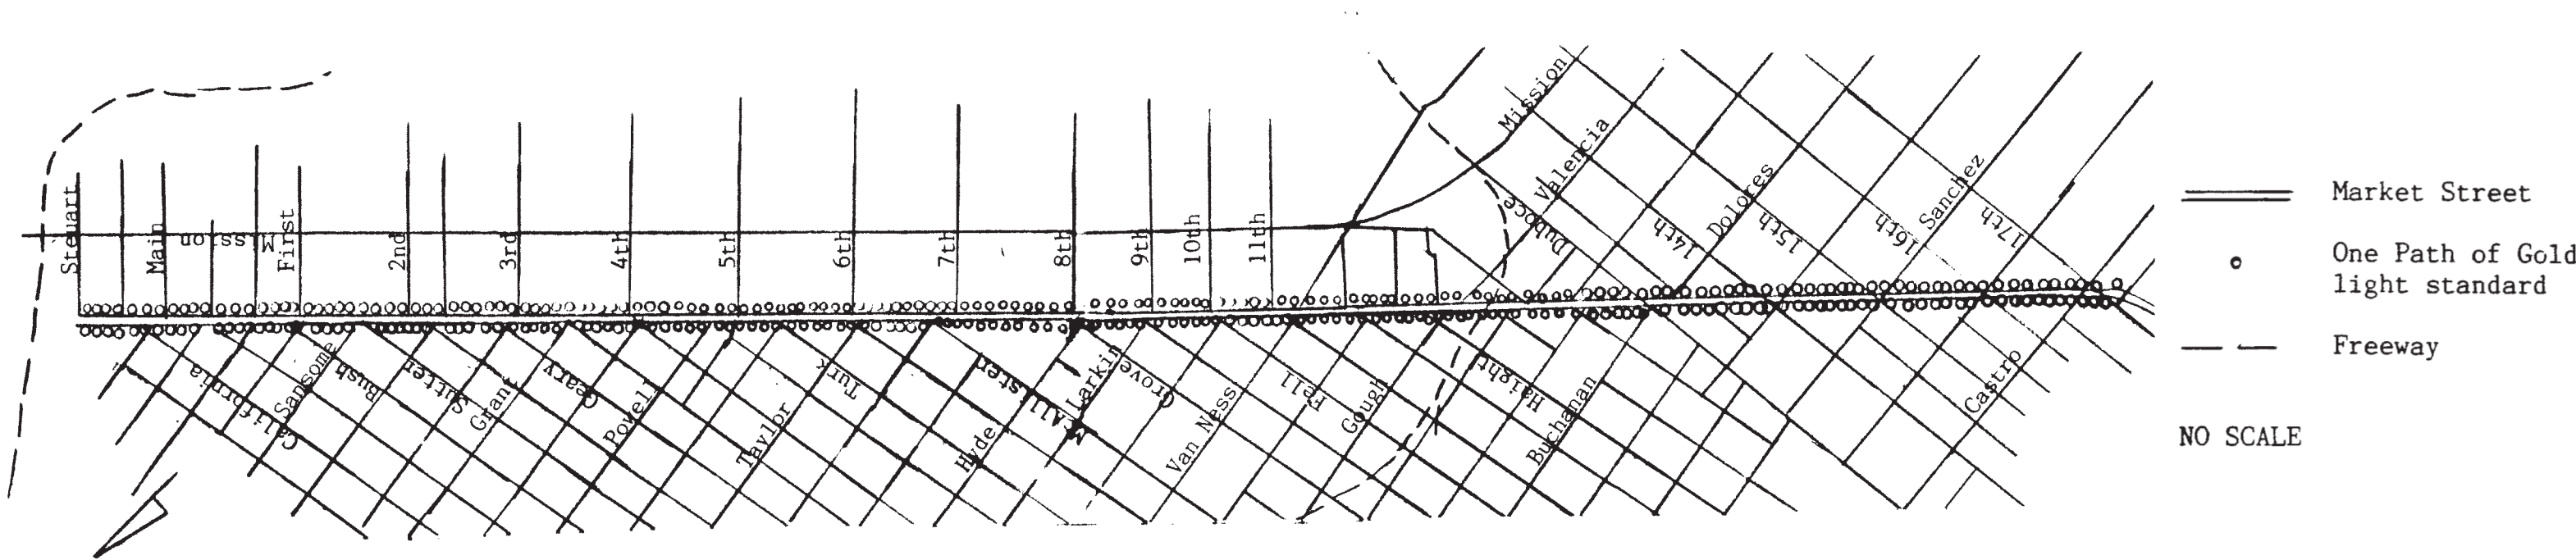 Steuart
Main
Mission
First
2nd
3rd
4th
5th
6th
7th
8th
9th
10th
11th
Mission
Valencia
Duboce
14th
Dolores
15th
16th
Sanchez
17th
California
Sansome
Bush
Sutter
Grant
Geary
Powell
Taylor
Turk
Hyde
McAllister
Larkin
Grove
Van Ness
Fell
Gough
Haight
Buchanan
Castro
Market Street
One Path of Gold
light standard
Freeway
NO SCALE